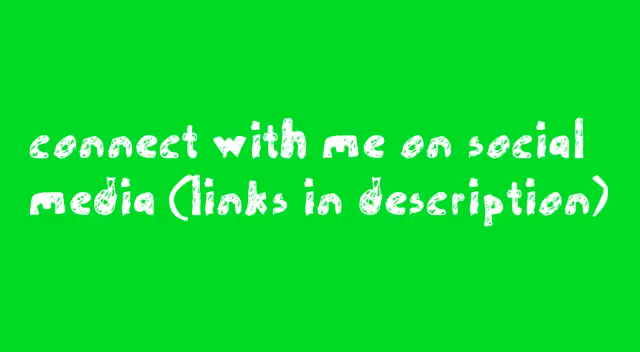 connect with me on social
media (links in description)